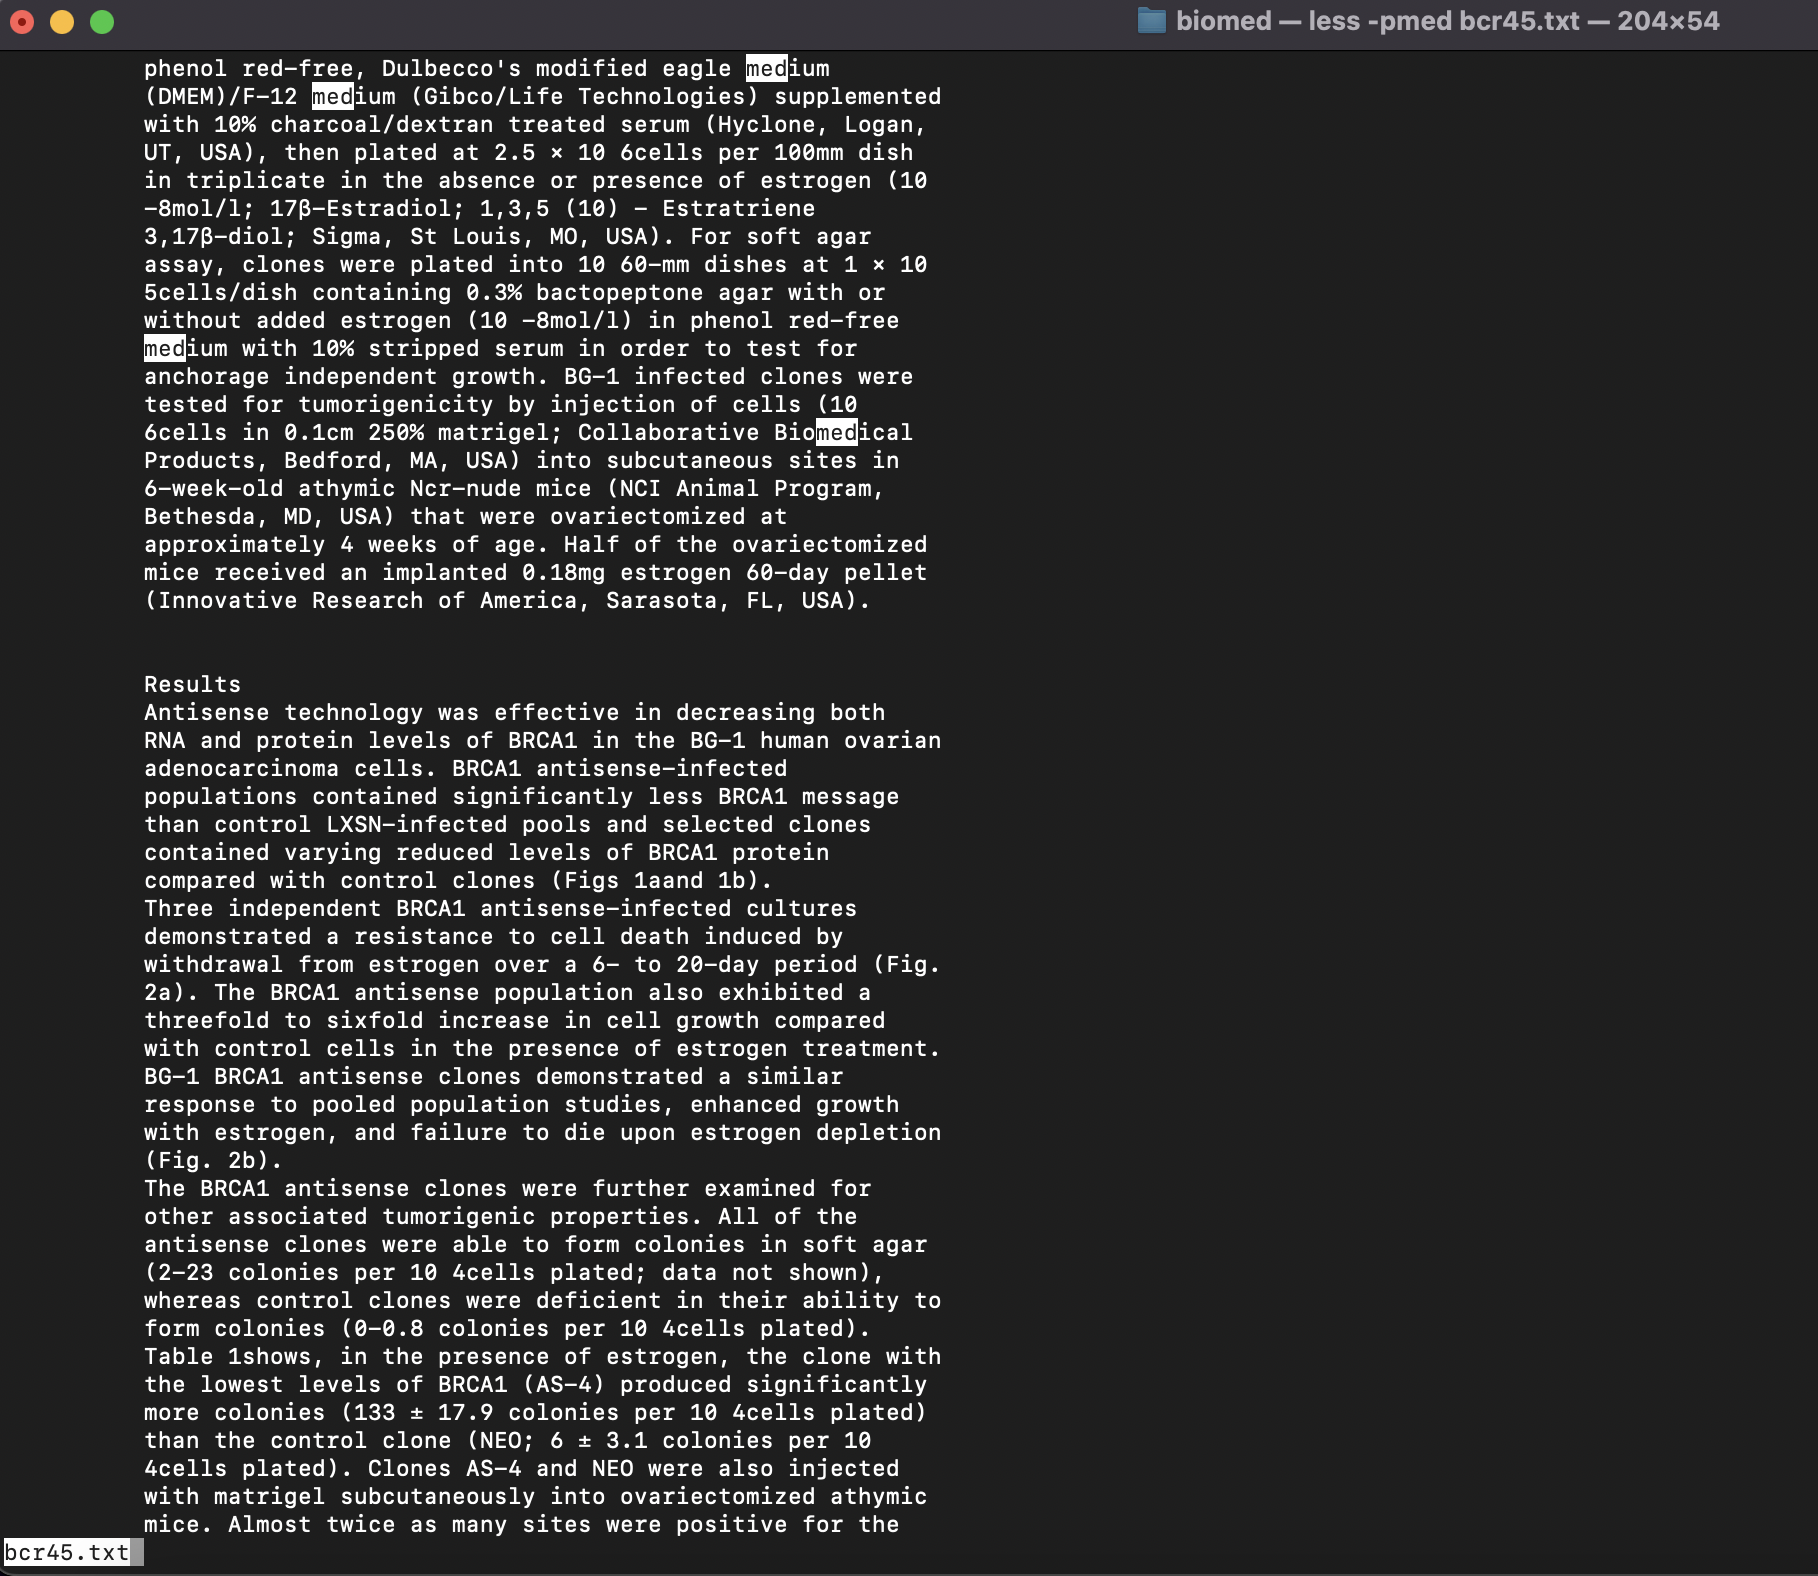 biomed — less -pmed bcr45.txt — 204×54
phenol red-free, Dulbecco's modified eagle medium
(DMEM)/F-12 medium (Gibco/Life Technologies) supplemented
with 10% charcoal/dextran treated serum (Hyclone, Logan,
UT, USA), then plated at 2.5 × 10 6cells per 100mm dish
in triplicate in the absence or presence of estrogen (10
-8mol/l; 17β-Estradiol; 1,3,5 (10) - Estratriene
3,17β-diol; Sigma, St Louis, MO, USA). For soft agar
assay, clones were plated into 10 60-mm dishes at 1 × 10
5cells/dish containing 0.3% bactopeptone agar with or
without added estrogen (10 -8mol/l) in phenol red-free
medium with 10% stripped serum in order to test for
anchorage independent growth. BG-1 infected clones were
tested for tumorigenicity by injection of cells (10
6cells in 0.1cm 250% matrigel; Collaborative Biomedical
Products, Bedford, MA, USA) into subcutaneous sites in
6-week-old athymic Ncr-nude mice (NCI Animal Program,
Bethesda, MD, USA) that were ovariectomized at
approximately 4 weeks of age. Half of the ovariectomized
mice received an implanted 0.18mg estrogen 60-day pellet
(Innovative Research of America, Sarasota, FL, USA).
Results
Antisense technology was effective in decreasing both
RNA and protein levels of BRCA1 in the BG-1 human ovarian
adenocarcinoma cells. BRCA1 antisense-infected
populations contained significantly less BRCA1 message
than control LXSN-infected pools and selected clones
contained varying reduced levels of BRCA1 protein
compared with control clones (Figs 1aand 1b).
Three independent BRCA1 antisense-infected cultures
demonstrated a resistance to cell death induced by
withdrawal from estrogen over a 6- to 20-day period (Fig.
2a). The BRCA1 antisense population also exhibited a
threefold to sixfold increase in cell growth compared
with control cells in the presence of estrogen treatment.
BG-1 BRCA1 antisense clones demonstrated a similar
response to pooled population studies, enhanced growth
with estrogen, and failure to die upon estrogen depletion
(Fig. 2b).
The BRCA1 antisense clones were further examined for
other associated tumorigenic properties. All of the
antisense clones were able to form colonies in soft agar
(2-23 colonies per 10 4cells plated; data not shown),
whereas control clones were deficient in their ability to
form colonies (0-0.8 colonies per 10 4cells plated).
Table 1shows, in the presence of estrogen, the clone with
the lowest levels of BRCA1 (AS-4) produced significantly
more colonies (133 ± 17.9 colonies per 10 4cells plated)
than the control clone (NEO; 6 ± 3.1 colonies per 10
4cells plated). Clones AS-4 and NEO were also injected
with matrigel subcutaneously into ovariectomized athymic
mice. Almost twice as many sites were positive for the
bcr45.txt